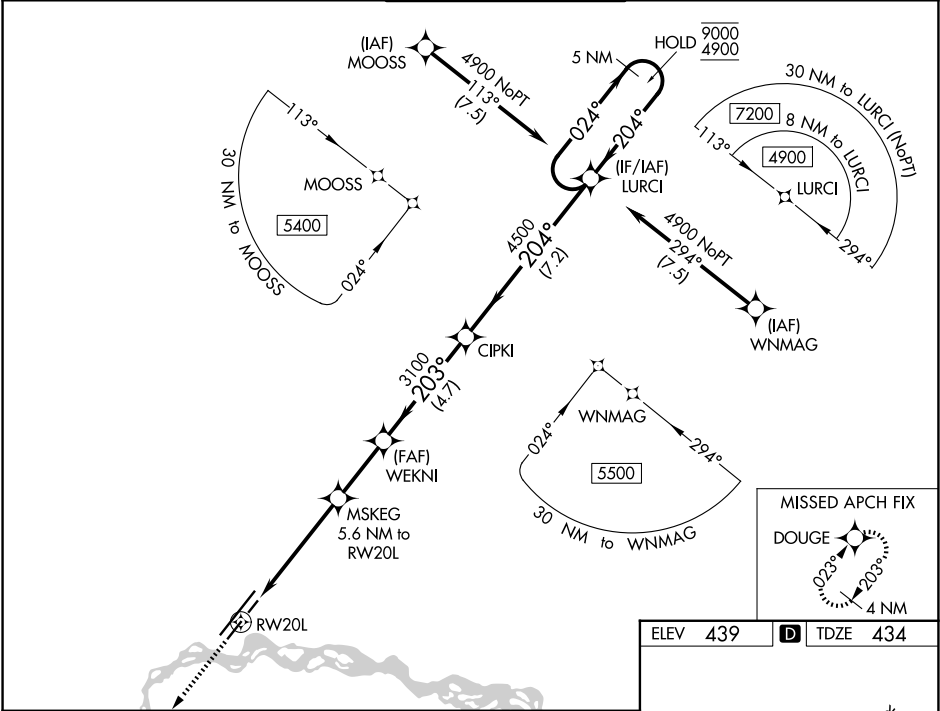 (IAF)
MOOSS
4900 NoPT
113°
(7.5)
HOLD 9000
4900
5 NM
024°
204°
(IF/IAF)
LURCI
30 NM to LURCI (NoPT)
7200
8 NM to LURCI
4900
113°
LURCI
294°
113°
MOOSS
30 NM to MOOSS
5400
024°
4500
204°
(7.2)
4900 NoPT
294°
(7.5)
(IAF)
WNMAG
CIPKI
3100
203°
(4.7)
WNMAG
024°
294°
5500
30 NM to WNMAG
(FAF)
WEKNI
MSKEG
5.6 NM to
RW20L
RW20L
MISSED APCH FIX
DOUGE
023°
203°
4 NM
ELEV 439 D TDZE 434